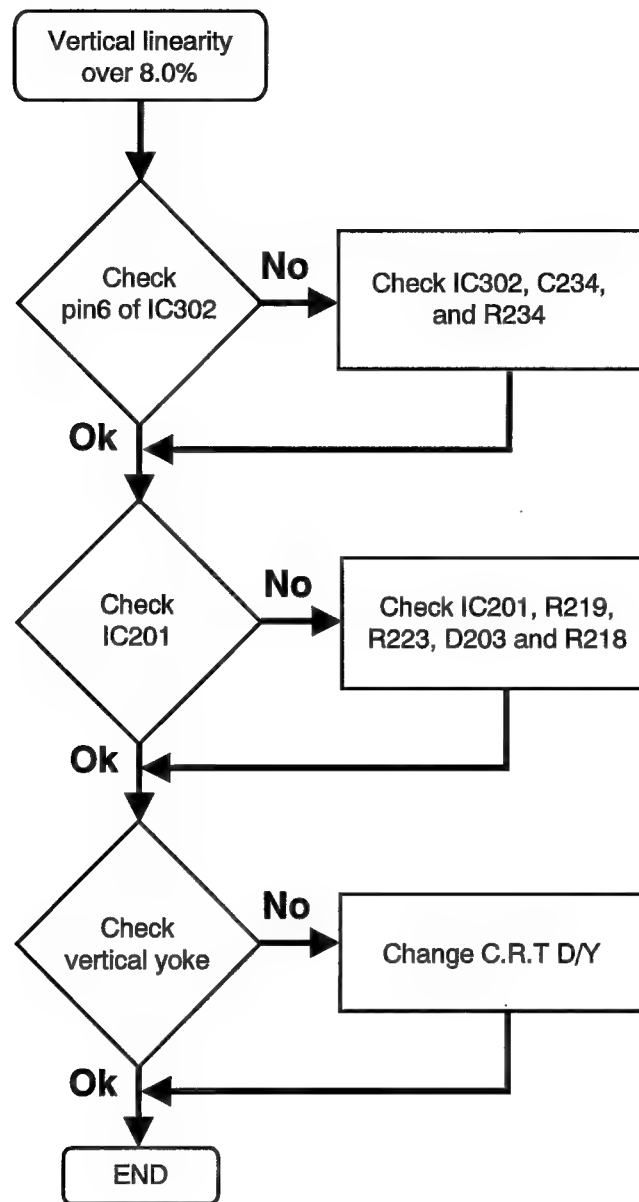 Vertical linearity
over 8.0%
Check
pin6 of IC302
No
Check IC302, C234,
and R234
Ok
Check
IC201
No
Check IC201, R219,
R223, D203 and R218
Ok
Check
vertical yoke
No
Change C.R.T D/Y
Ok
END